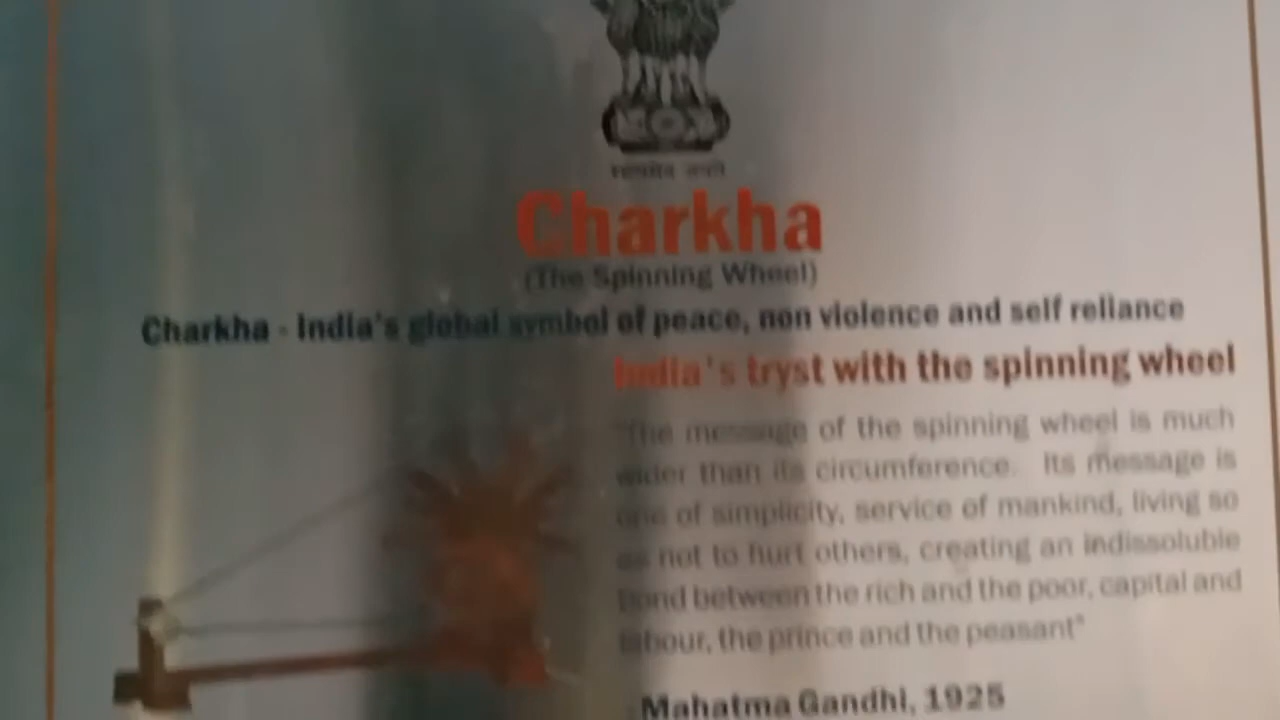 सत्यमेव जयते
Charkha
(The Spinning Wheel)
Charkha - India's global symbol of peace, non violence and self reliance
India's tryst with the spinning wheel
"The message of the spinning wheel is much
wider than its circumference. Its message is
one of simplicity, service of mankind, living so
as not to hurt others, creating an indissoluble
bond between the rich and the poor, capital and
labour, the prince and the peasant"
- Mahatma Gandhi, 1925